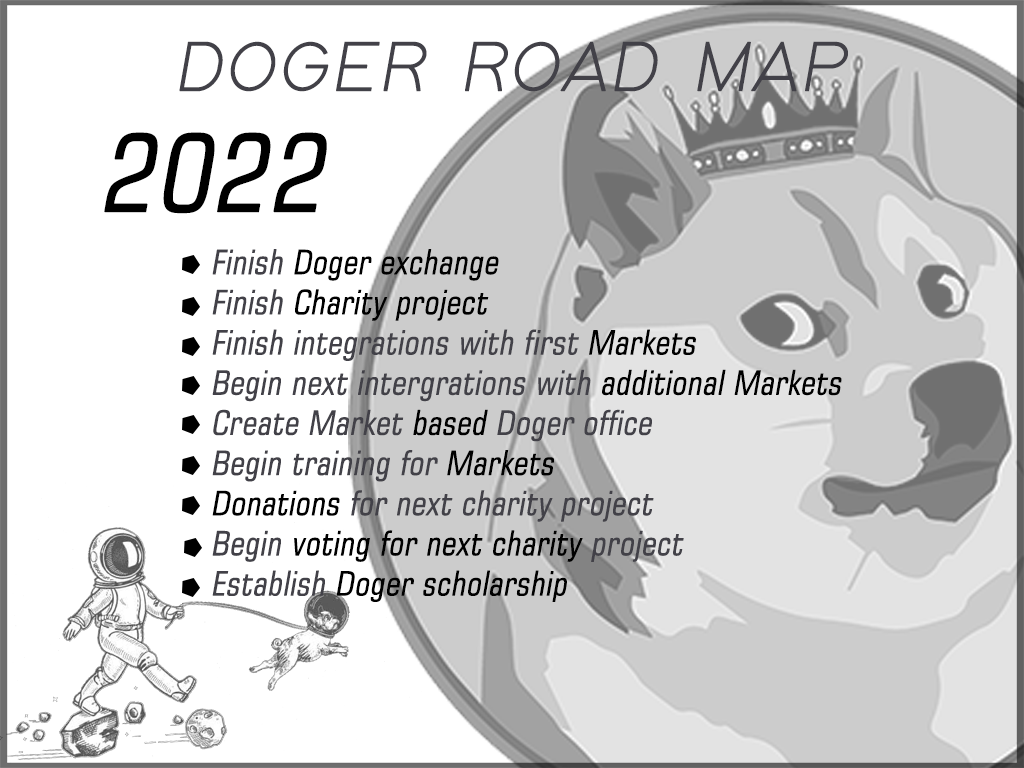 DOGER ROAD MAP
2022
Finish Doger exchange
Finish Charity project
Finish integrations with first Markets
Begin next intergrations with additional Markets
Create Market based Doger office
Begin training for Markets
Donations for next charity project
Begin voting for next charity project
Establish Doger scholarship